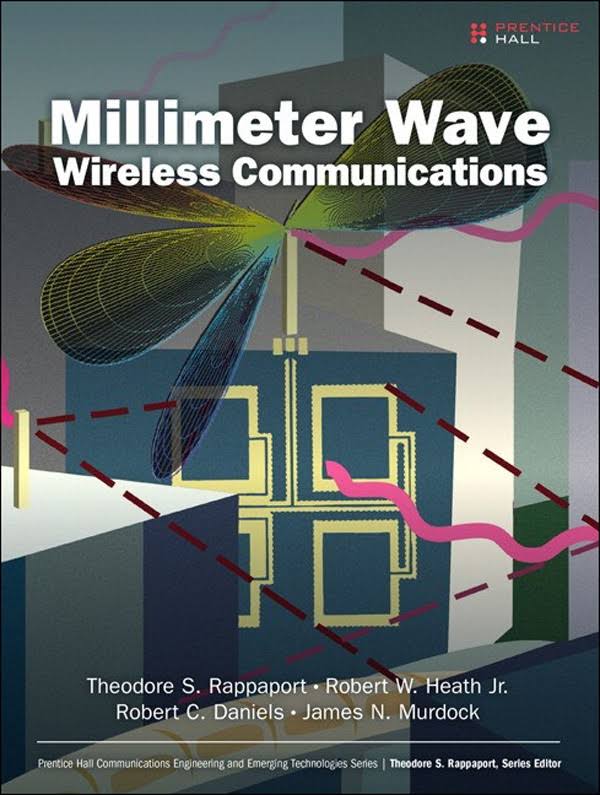 PRENTICE
HALL
Millimeter Wave
Wireless Communications
Theodore S. Rappaport • Robert W. Heath Jr.
Robert C. Daniels • James N. Murdock
Prentice Hall Communications Engineering and Emerging Technologies Series | Theodore S. Rappaport, Series Editor